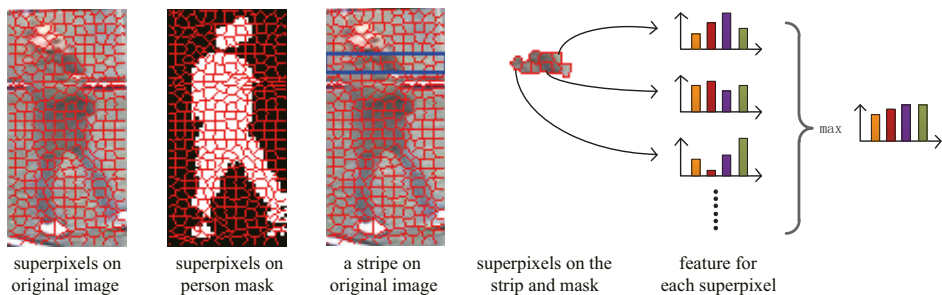 max
superpixels on
original image
superpixels on
person mask
a stripe on
original image
superpixels on the
strip and mask
feature for
each superpixel